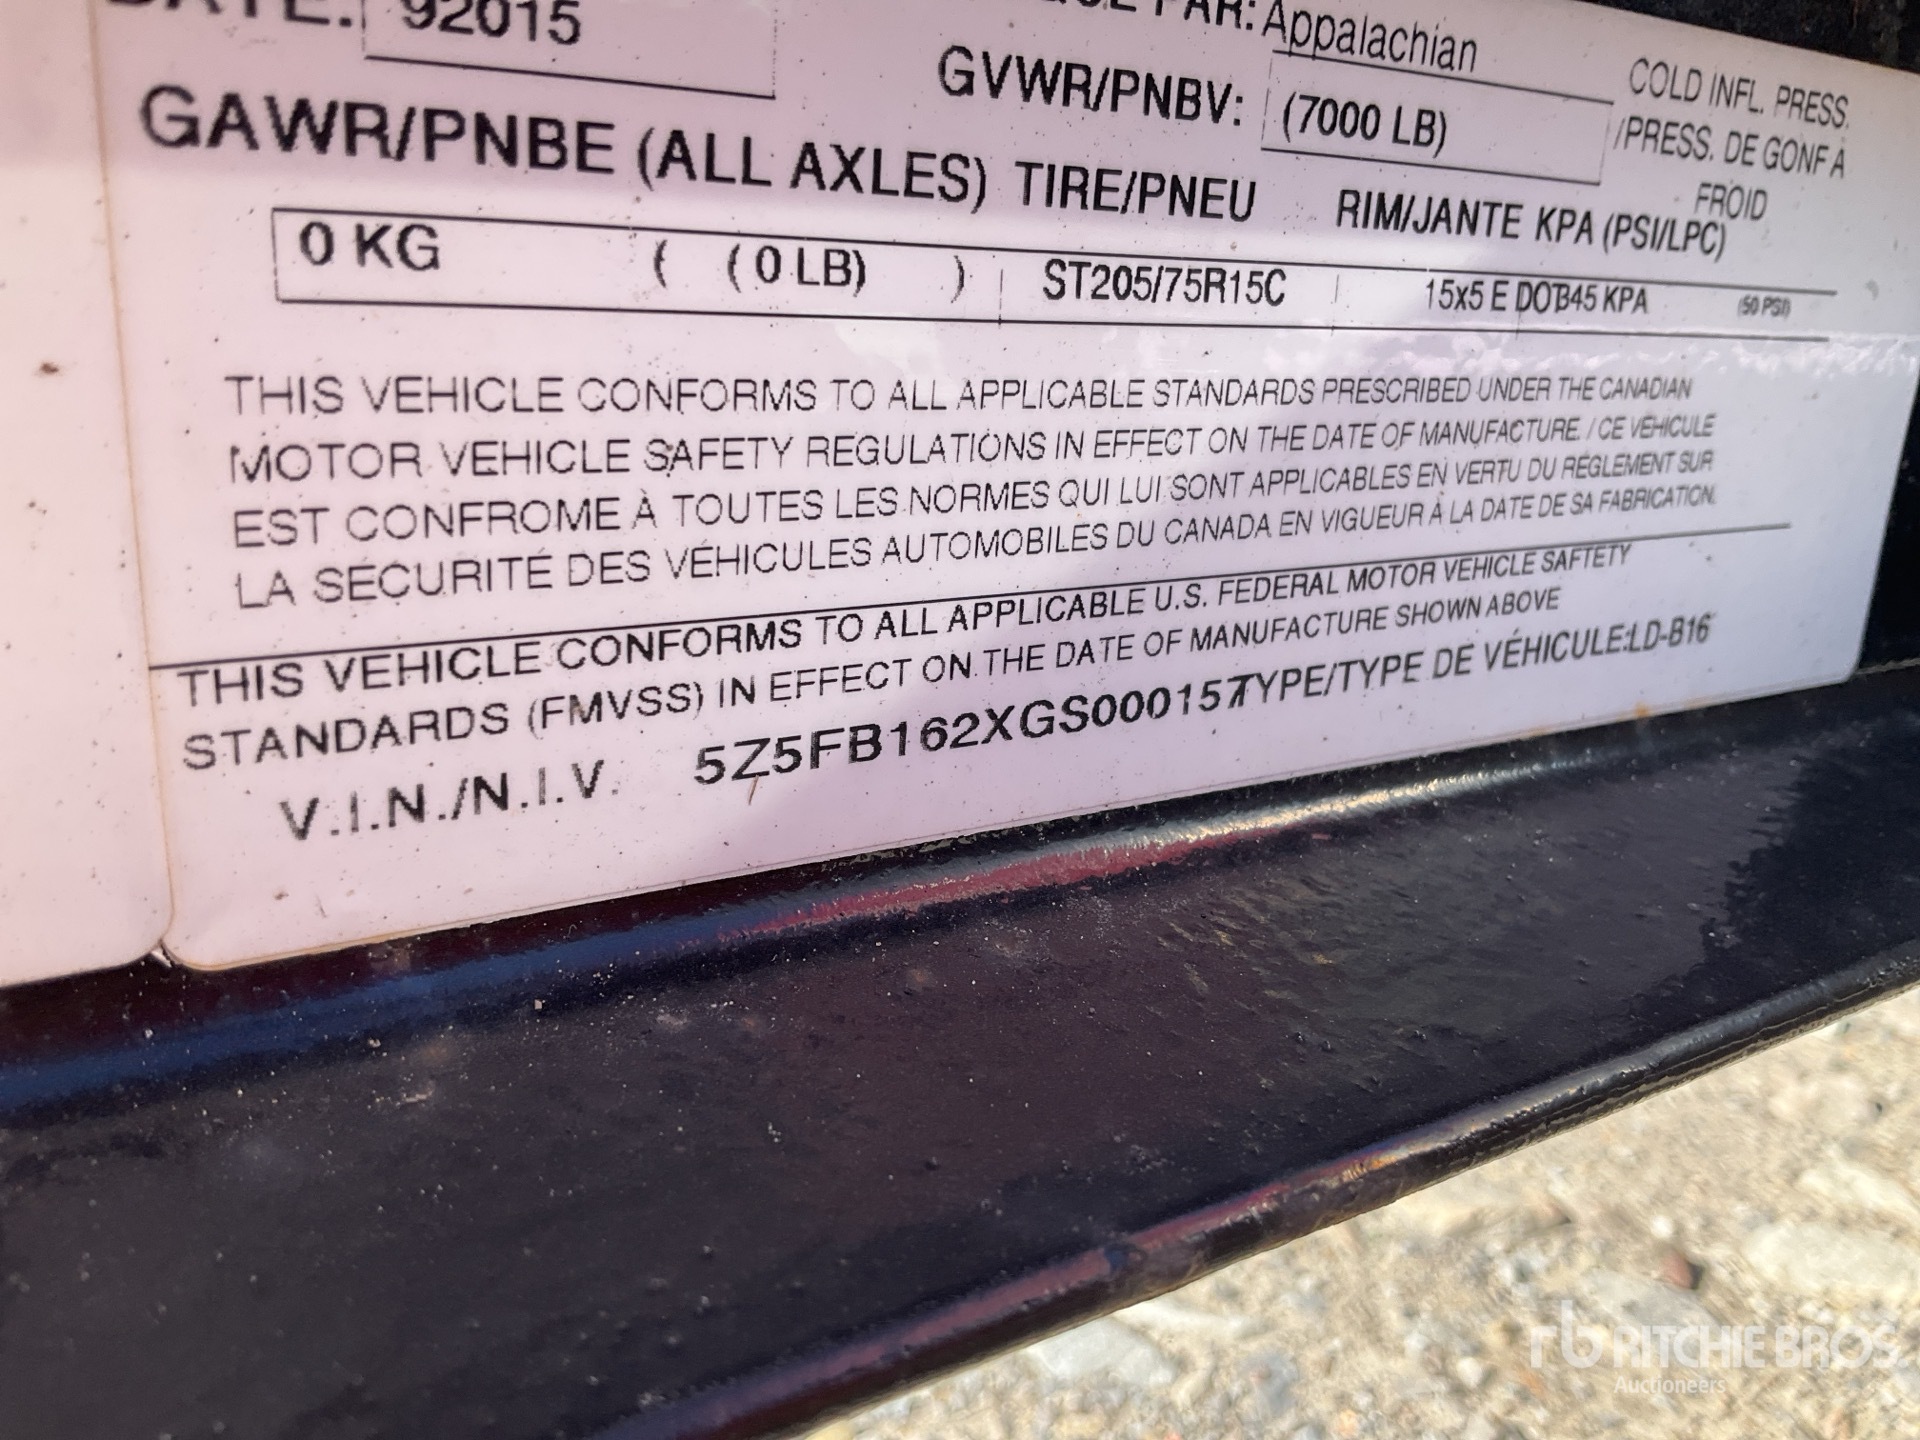 DATE: 92015
PAR: Appalachian
GVWR/PNBV: (7000 LB)
COLD INFL. PRESS.
/PRESS. DE GONF À
FROID
GAWR/PNBE (ALL AXLES) TIRE/PNEU RIM/JANTE KPA (PSI/LPC)
0 KG ( (0 LB) ) ST205/75R15C 15x5 E DOT345 KPA (50 PSI)
THIS VEHICLE CONFORMS TO ALL APPLICABLE STANDARDS PRESCRIBED UNDER THE CANADIAN
MOTOR VEHICLE SAFETY REGULATIONS IN EFFECT ON THE DATE OF MANUFACTURE. / CE VÉHICULE
EST CONFROME À TOUTES LES NORMES QUI LUI SONT APPLICABLES EN VERTU DU RÈGLEMENT SUR
LA SÉCURITÉ DES VÉHICULES AUTOMOBILES DU CANADA EN VIGUEUR À LA DATE DE SA FABRICATION.
THIS VEHICLE CONFORMS TO ALL APPLICABLE U.S. FEDERAL MOTOR VEHICLE SAFTETY
STANDARDS (FMVSS) IN EFFECT ON THE DATE OF MANUFACTURE SHOWN ABOVE
V.I.N./N.I.V. 5Z5FB162XGS000157 TYPE/TYPE DE VÉHICULE:LD-B16
rb RITCHIE BROS.
Auctioneers